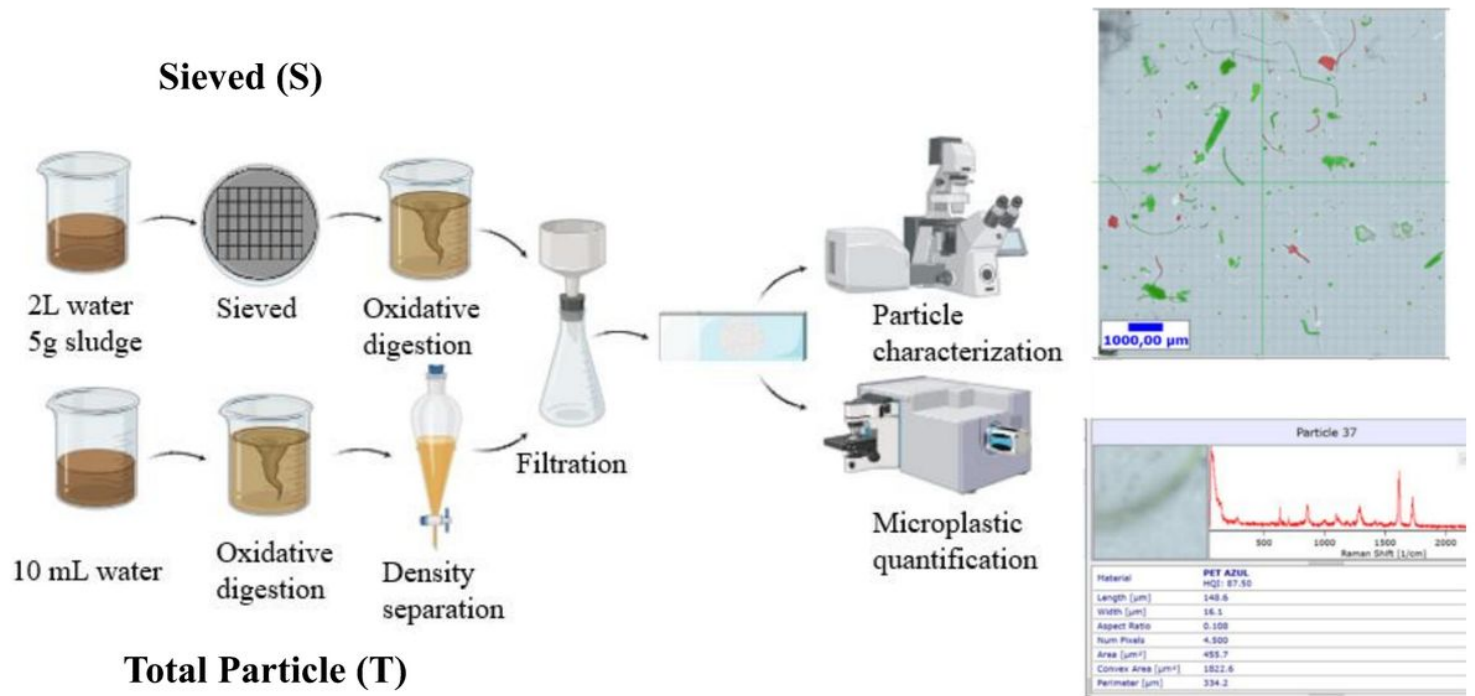 Sieved (S)
2L water
5g sludge
Sieved
Oxidative
digestion
10 mL water
Oxidative
digestion
Density
separation
Filtration
Particle
characterization
Microplastic
quantification
Total Particle (T)
1000,00 µm
Particle 37
500 1000 1500 2000
Raman Shift [1/cm]
Material PET AZUL
HQI: 87.50
Length [µm] 148.6
Width [µm] 16.1
Aspect Ratio 0.108
Num Pixels 4.500
Area [µm²] 455.7
Convex Area [µm²] 1822.6
Perimeter [µm] 334.2